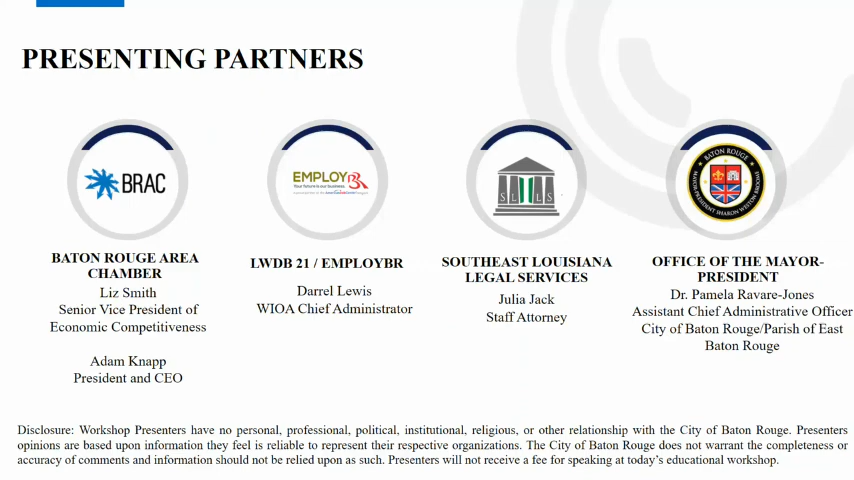 PRESENTING PARTNERS
BRAC
EMPLOYBR
Your future is our business.
SLLS
BATON ROUGE
MAYOR-PRESIDENT SHARON WESTON BROOME
BATON ROUGE AREA
CHAMBER
Liz Smith
Senior Vice President of
Economic Competitiveness
Adam Knapp
President and CEO
LWDB 21 / EMPLOYBR
Darrel Lewis
WIOA Chief Administrator
SOUTHEAST LOUISIANA
LEGAL SERVICES
Julia Jack
Staff Attorney
OFFICE OF THE MAYOR-
PRESIDENT
Dr. Pamela Ravare-Jones
Assistant Chief Administrative Officer
City of Baton Rouge/Parish of East
Baton Rouge
Disclosure: Workshop Presenters have no personal, professional, political, institutional, religious, or other relationship with the City of Baton Rouge. Presenters
opinions are based upon information they feel is reliable to represent their respective organizations. The City of Baton Rouge does not warrant the completeness or
accuracy of comments and information should not be relied upon as such. Presenters will not receive a fee for speaking at today's educational workshop.